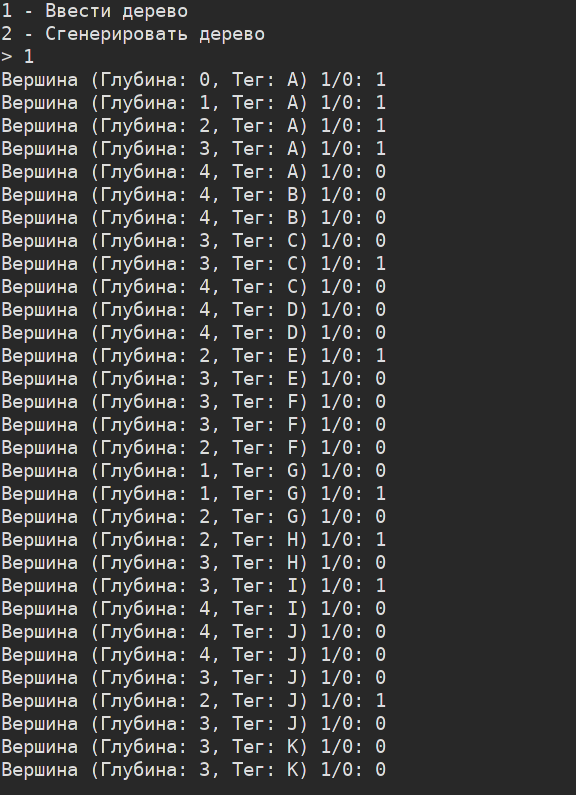 1 - Ввести дерево
2 - Сгенерировать дерево
> 1
Вершина (Глубина: 0, Тег: A) 1/0: 1
Вершина (Глубина: 1, Тег: A) 1/0: 1
Вершина (Глубина: 2, Тег: A) 1/0: 1
Вершина (Глубина: 3, Тег: A) 1/0: 1
Вершина (Глубина: 4, Тег: A) 1/0: 0
Вершина (Глубина: 4, Тег: B) 1/0: 0
Вершина (Глубина: 4, Тег: B) 1/0: 0
Вершина (Глубина: 3, Тег: C) 1/0: 0
Вершина (Глубина: 3, Тег: C) 1/0: 1
Вершина (Глубина: 4, Тег: C) 1/0: 0
Вершина (Глубина: 4, Тег: D) 1/0: 0
Вершина (Глубина: 4, Тег: D) 1/0: 0
Вершина (Глубина: 2, Тег: E) 1/0: 1
Вершина (Глубина: 3, Тег: E) 1/0: 0
Вершина (Глубина: 3, Тег: F) 1/0: 0
Вершина (Глубина: 3, Тег: F) 1/0: 0
Вершина (Глубина: 2, Тег: F) 1/0: 0
Вершина (Глубина: 1, Тег: G) 1/0: 0
Вершина (Глубина: 1, Тег: G) 1/0: 1
Вершина (Глубина: 2, Тег: G) 1/0: 0
Вершина (Глубина: 2, Тег: H) 1/0: 1
Вершина (Глубина: 3, Тег: H) 1/0: 0
Вершина (Глубина: 3, Тег: I) 1/0: 1
Вершина (Глубина: 4, Тег: I) 1/0: 0
Вершина (Глубина: 4, Тег: J) 1/0: 0
Вершина (Глубина: 4, Тег: J) 1/0: 0
Вершина (Глубина: 3, Тег: J) 1/0: 0
Вершина (Глубина: 2, Тег: J) 1/0: 1
Вершина (Глубина: 3, Тег: J) 1/0: 0
Вершина (Глубина: 3, Тег: K) 1/0: 0
Вершина (Глубина: 3, Тег: K) 1/0: 0